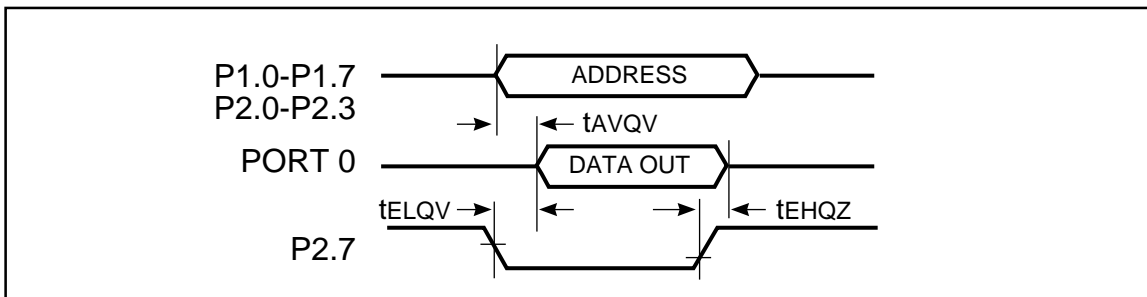 P1.0-P1.7
ADDRESS
P2.0-P2.3
tAVQV
PORT 0
DATA OUT
tELQV
tEHQZ
P2.7